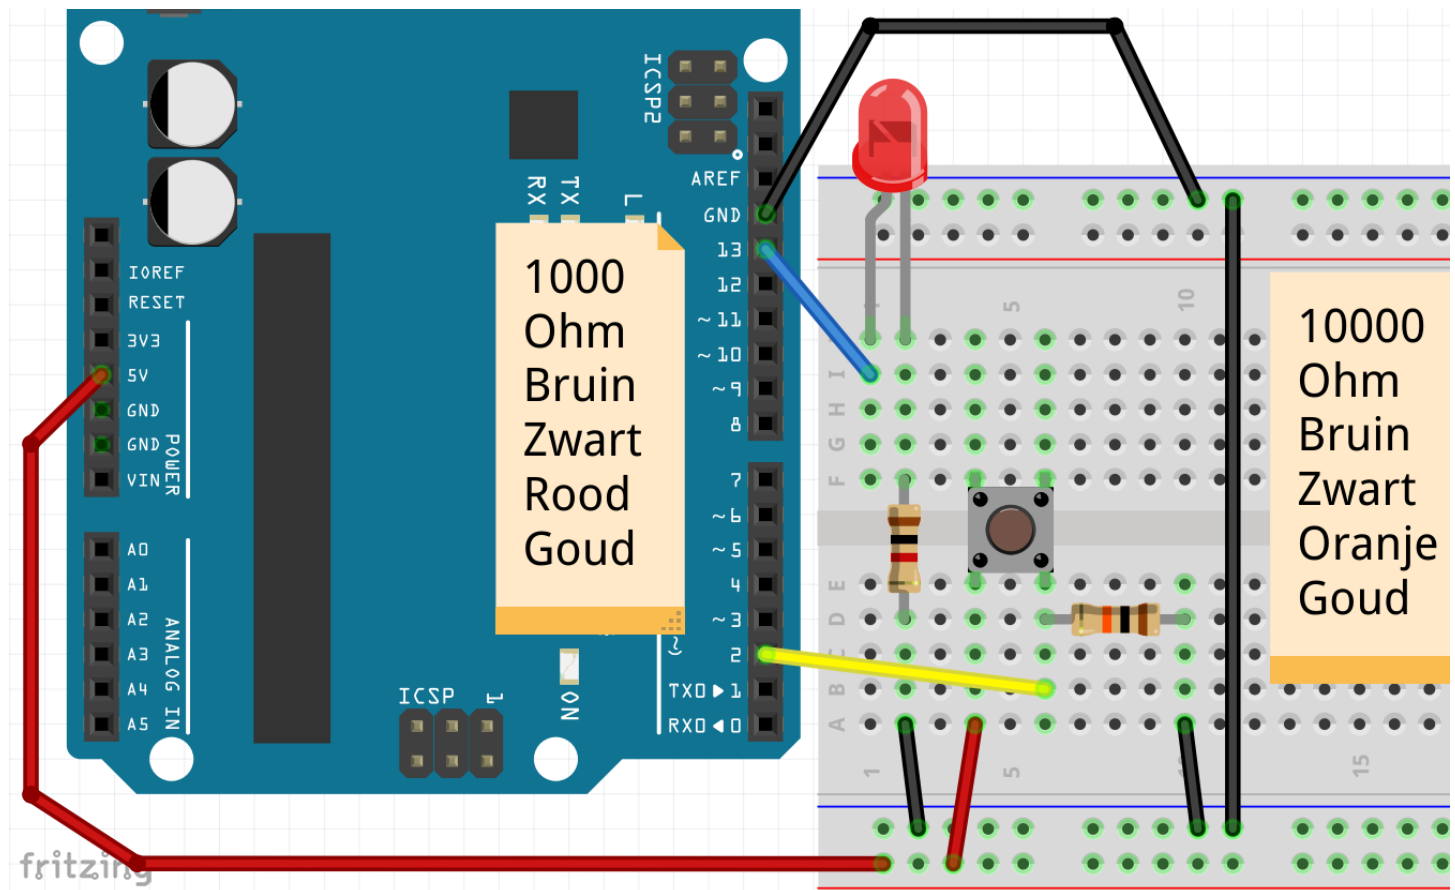 ICSP2
AREF
GND
13
12
~11
~10
~9
8
7
~6
~5
4
~3
2
TX0▶1
RX0◀0
RX
TX
L
IOREF
RESET
3V3
5V
GND
GND
VIN
POWER
A0
A1
A2
A3
A4
A5
ANALOG IN
1000
Ohm
Bruin
Zwart
Rood
Goud
ICSP
1
ON
5
10
I
H
G
F
E
D
C
B
A
1
5
15
10000
Ohm
Bruin
Zwart
Oranje
Goud
fritzing